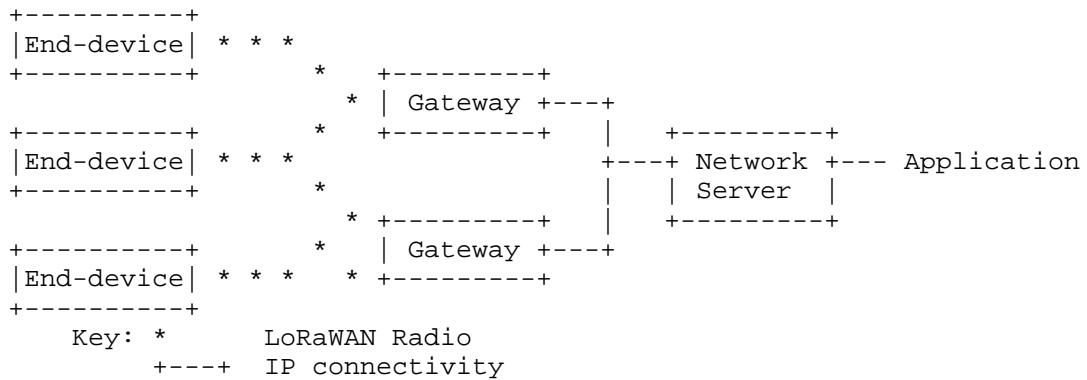 +----------+
|End-device| * * *
+----------+       *   +---------+
                     * | Gateway +---+
+----------+       *   +---------+   |   +---------+
|End-device| * * *                   +---+ Network +--- Application
+----------+       *                 |   | Server  |
                     * +---------+   |   +---------+
+----------+       *   | Gateway +---+
|End-device| * * *   * +---------+
+----------+
    Key: *      LoRaWAN Radio
         +---+  IP connectivity